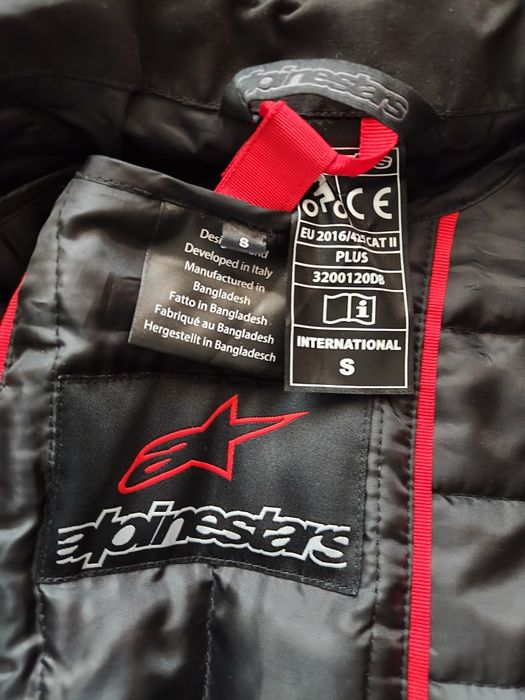 alpinestars
S
Developed in Italy
Manufactured in
Bangladesh
Fatto in Bangladesh
Fabriqué au Bangladesh
Hergestellt in Bangladesch
CE
EU 2016/425 CAT II
PLUS
3200120DB
i
INTERNATIONAL
S
alpinestars